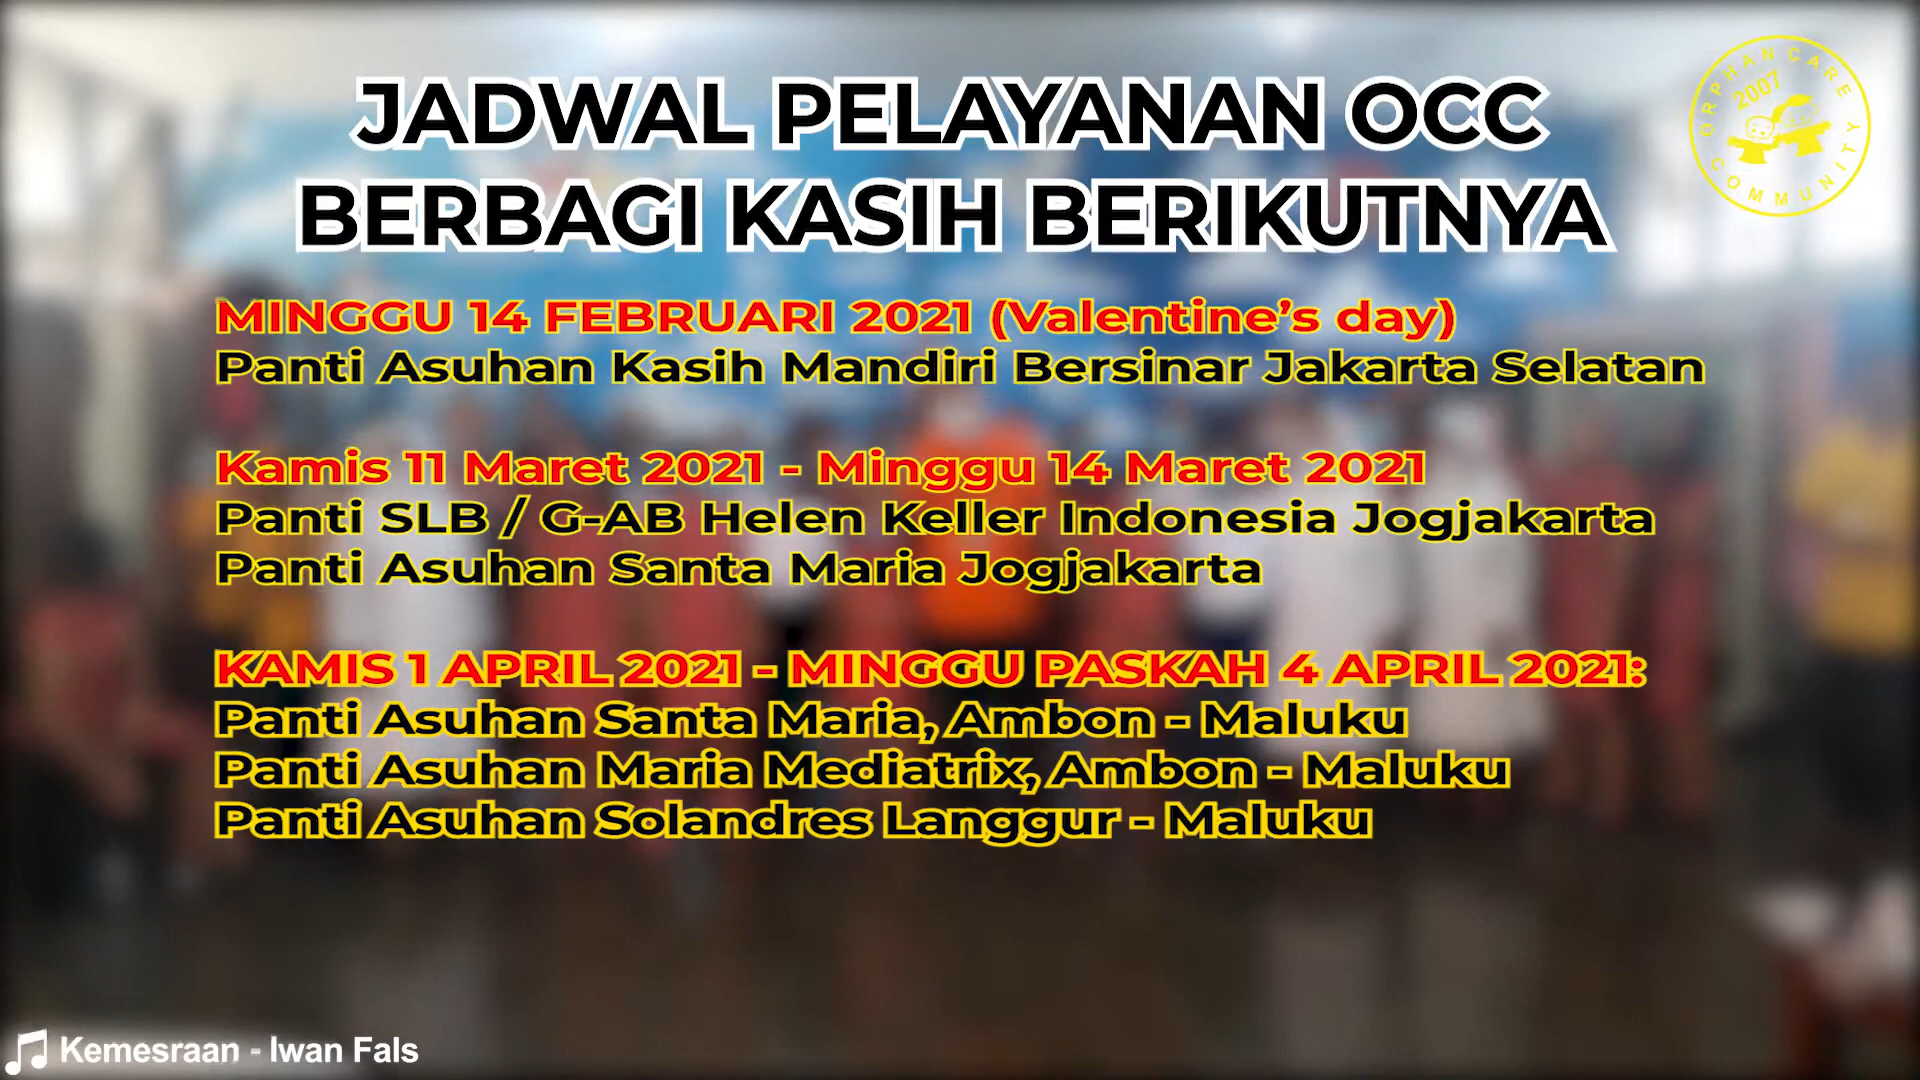 JADWAL PELAYANAN OCC
BERBAGI KASIH BERIKUTNYA
ORPHAN CARE
2007
COMMUNITY
MINGGU 14 FEBRUARI 2021 (Valentine’s day)
Panti Asuhan Kasih Mandiri Bersinar Jakarta Selatan
Kamis 11 Maret 2021 - Minggu 14 Maret 2021
Panti SLB / G-AB Helen Keller Indonesia Jogjakarta
Panti Asuhan Santa Maria Jogjakarta
KAMIS 1 APRIL 2021 - MINGGU PASKAH 4 APRIL 2021:
Panti Asuhan Santa Maria, Ambon - Maluku
Panti Asuhan Maria Mediatrix, Ambon - Maluku
Panti Asuhan Solandres Langgur - Maluku
Kemesraan - Iwan Fals